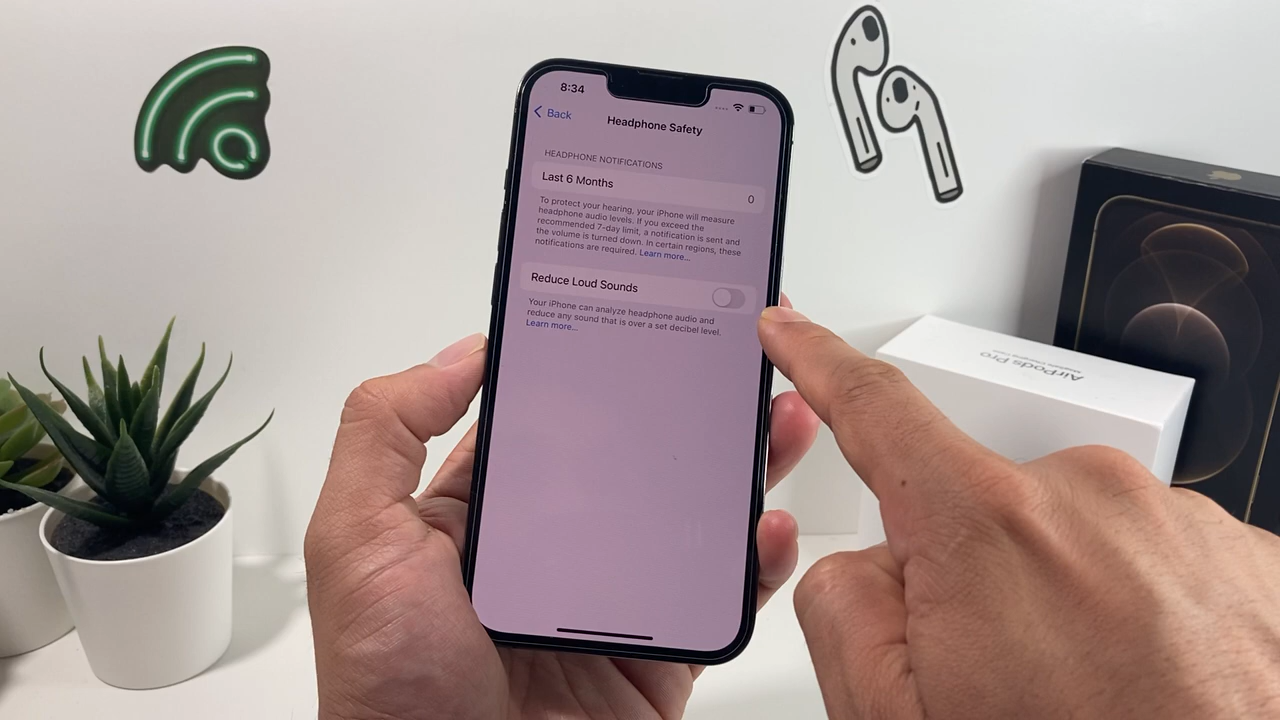 8:34
Back
Headphone Safety
HEADPHONE NOTIFICATIONS
Last 6 Months
0
To protect your hearing, your iPhone will measure
headphone audio levels. If you exceed the
recommended 7-day limit, a notification is sent and
the volume is turned down. In certain regions, these
notifications are required. Learn more...
Reduce Loud Sounds
Your iPhone can analyze headphone audio and
reduce any sound that is over a set decibel level.
Learn more...
AirPods Pro